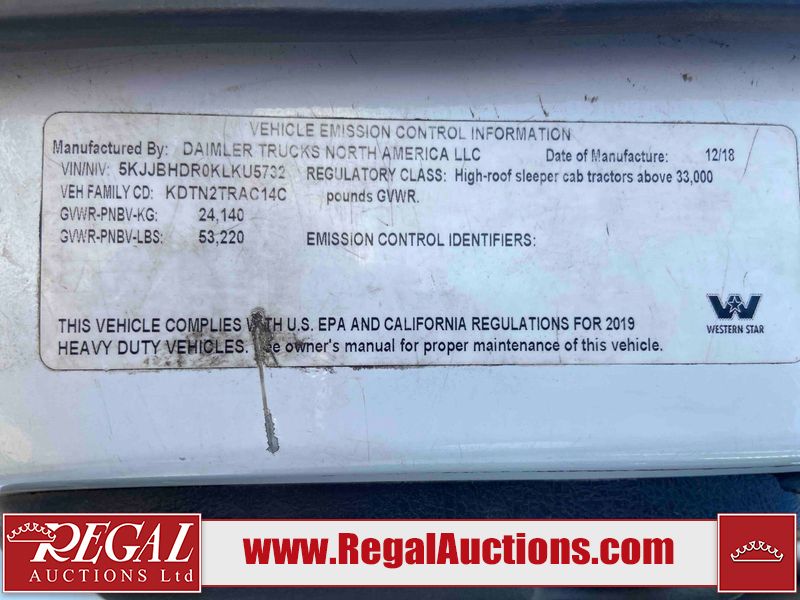 VEHICLE EMISSION CONTROL INFORMATION
Manufactured By: DAIMLER TRUCKS NORTH AMERICA LLC Date of Manufacture: 12/18
VIN/NIV: 5KJJBHDR0KLKU5732 REGULATORY CLASS: High-roof sleeper cab tractors above 33,000
VEH FAMILY CD: KDTN2TRAC14C pounds GVWR.
GVWR-PNBV-KG: 24,140
GVWR-PNBV-LBS: 53,220 EMISSION CONTROL IDENTIFIERS:
WESTERN STAR
THIS VEHICLE COMPLIES WITH U.S. EPA AND CALIFORNIA REGULATIONS FOR 2019
HEAVY DUTY VEHICLES. See owner's manual for proper maintenance of this vehicle.
REGAL
AUCTIONS Ltd
www.RegalAuctions.com